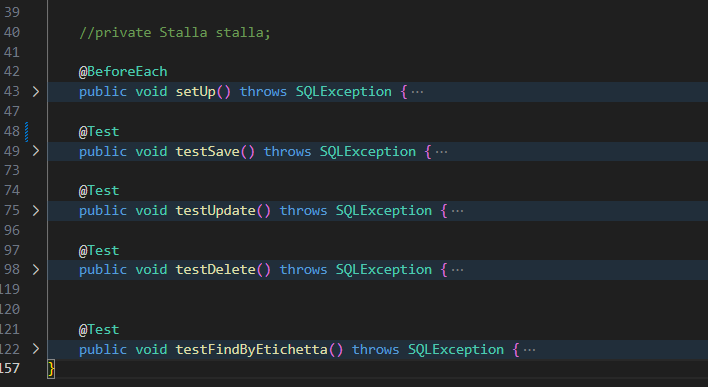 39
40 //private Stalla stalla;
41
42 @BeforeEach
43 > public void setUp() throws SQLException { ···
47
48 @Test
49 > public void testSave() throws SQLException { ···
73
74 @Test
75 > public void testUpdate() throws SQLException { ···
96
97 @Test
98 > public void testDelete() throws SQLException { ···
119
120
121 @Test
122 > public void testFindByEtichetta() throws SQLException { ···
157 }